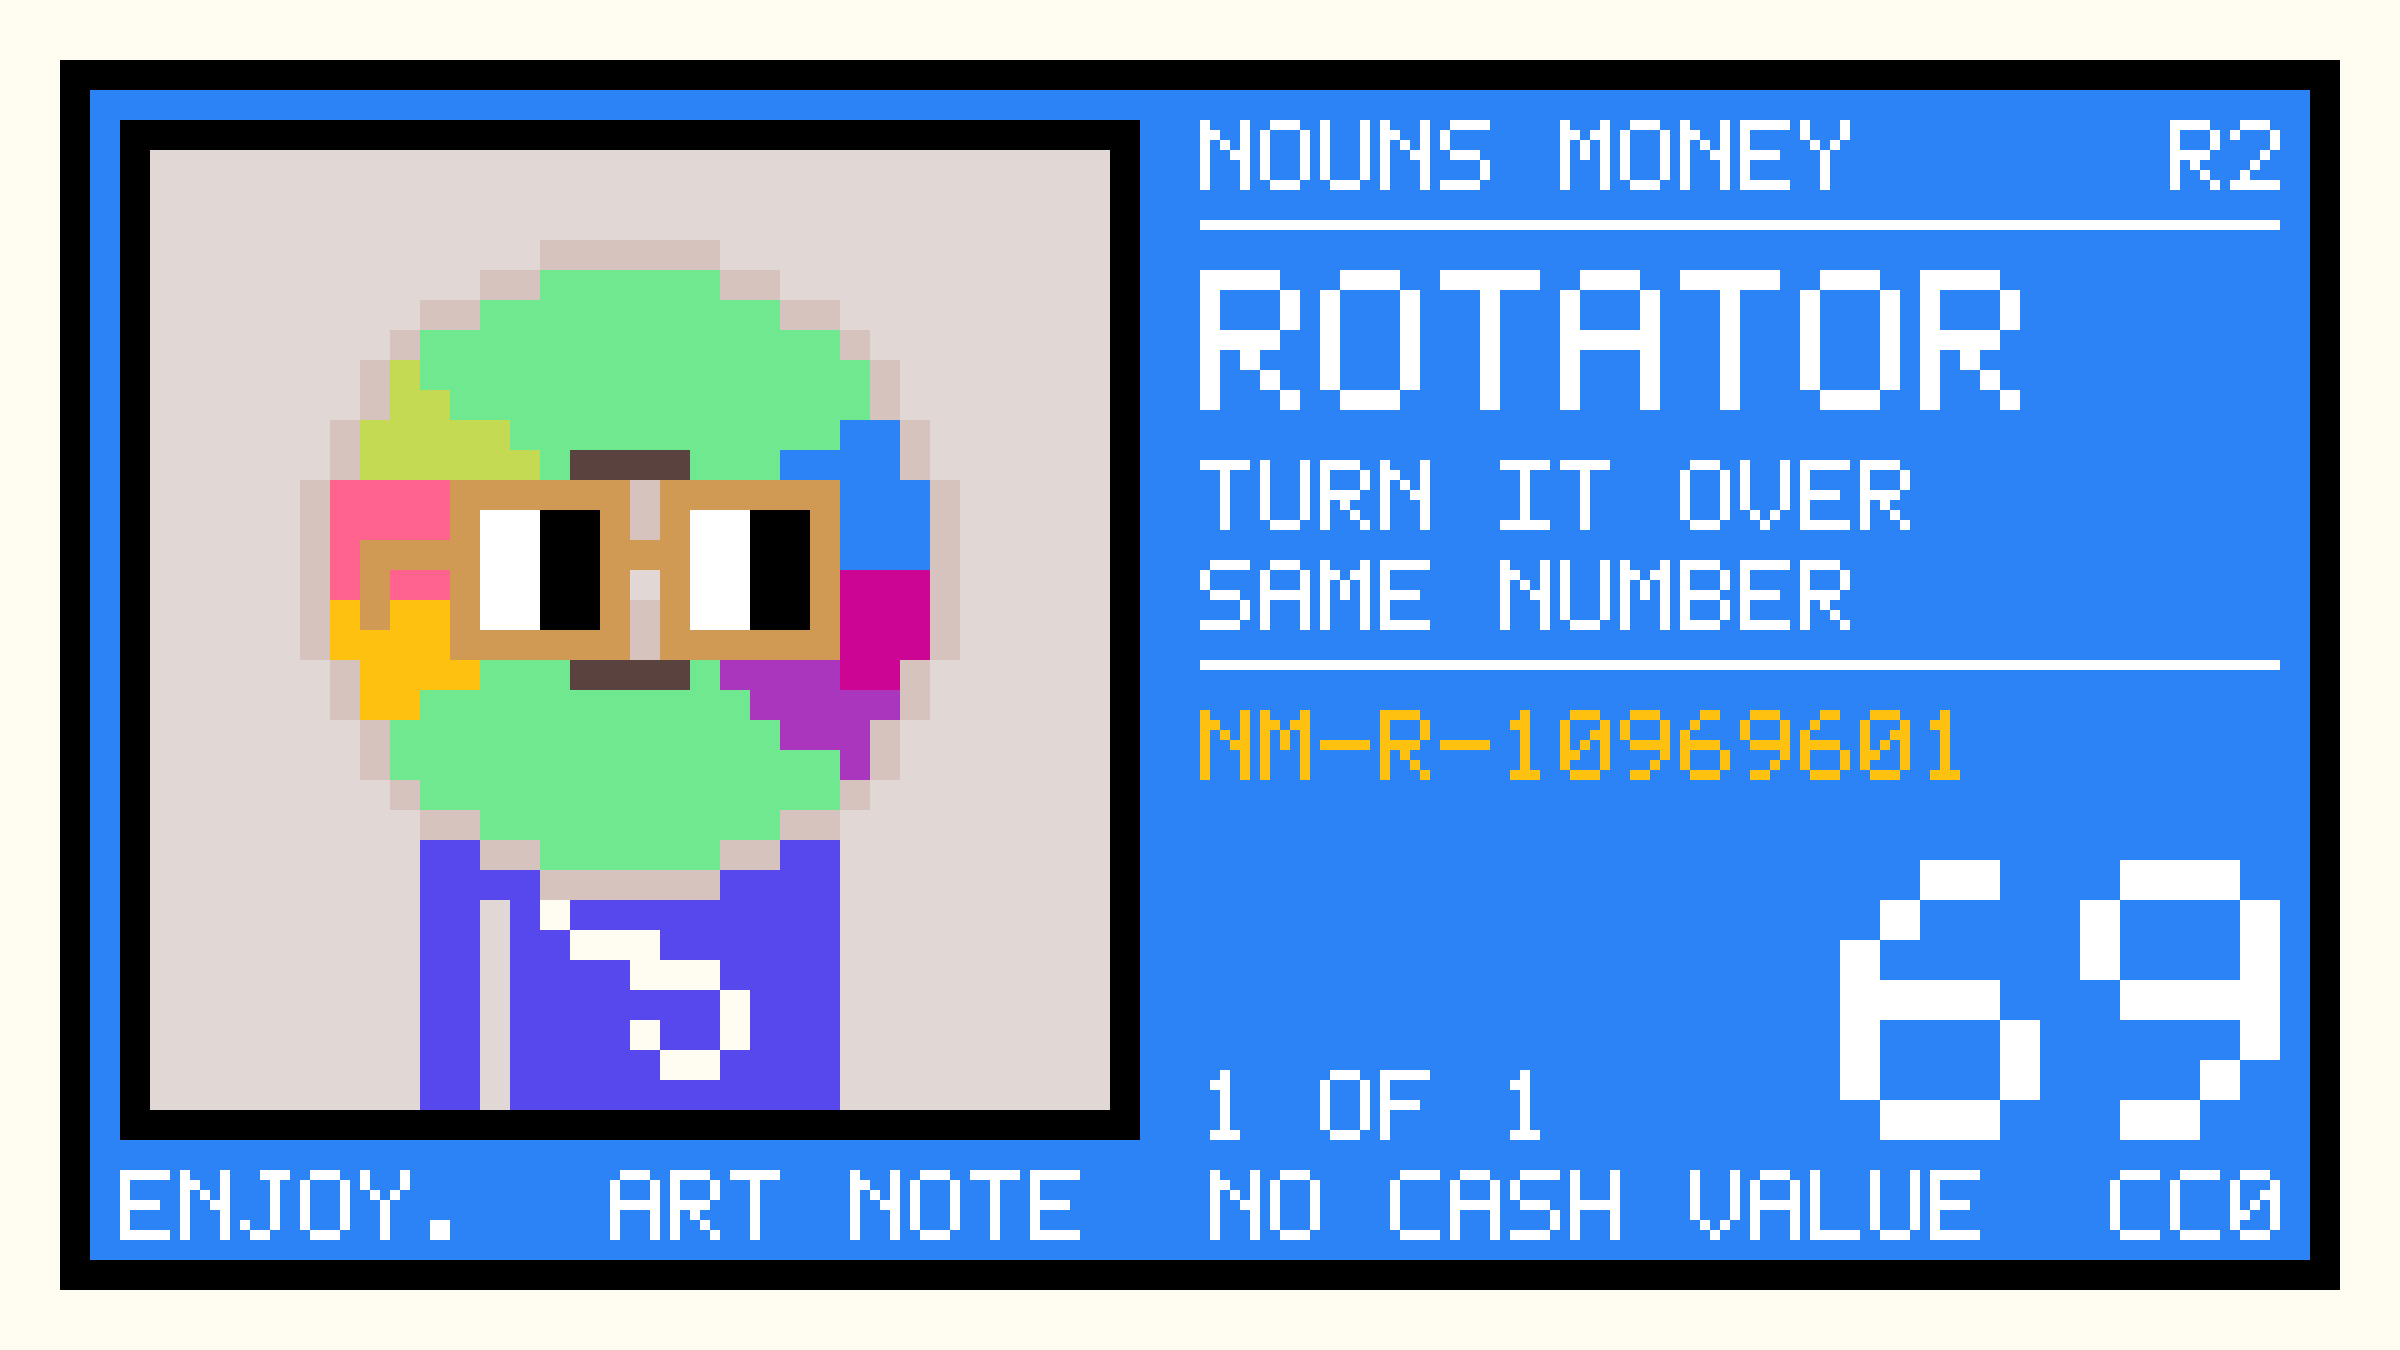 NOUNS MONEY R2
ROTATOR
TURN IT OVER
SAME NUMBER
NM-R-10969601
69
1 OF 1
ENJOY. ART NOTE NO CASH VALUE CC0